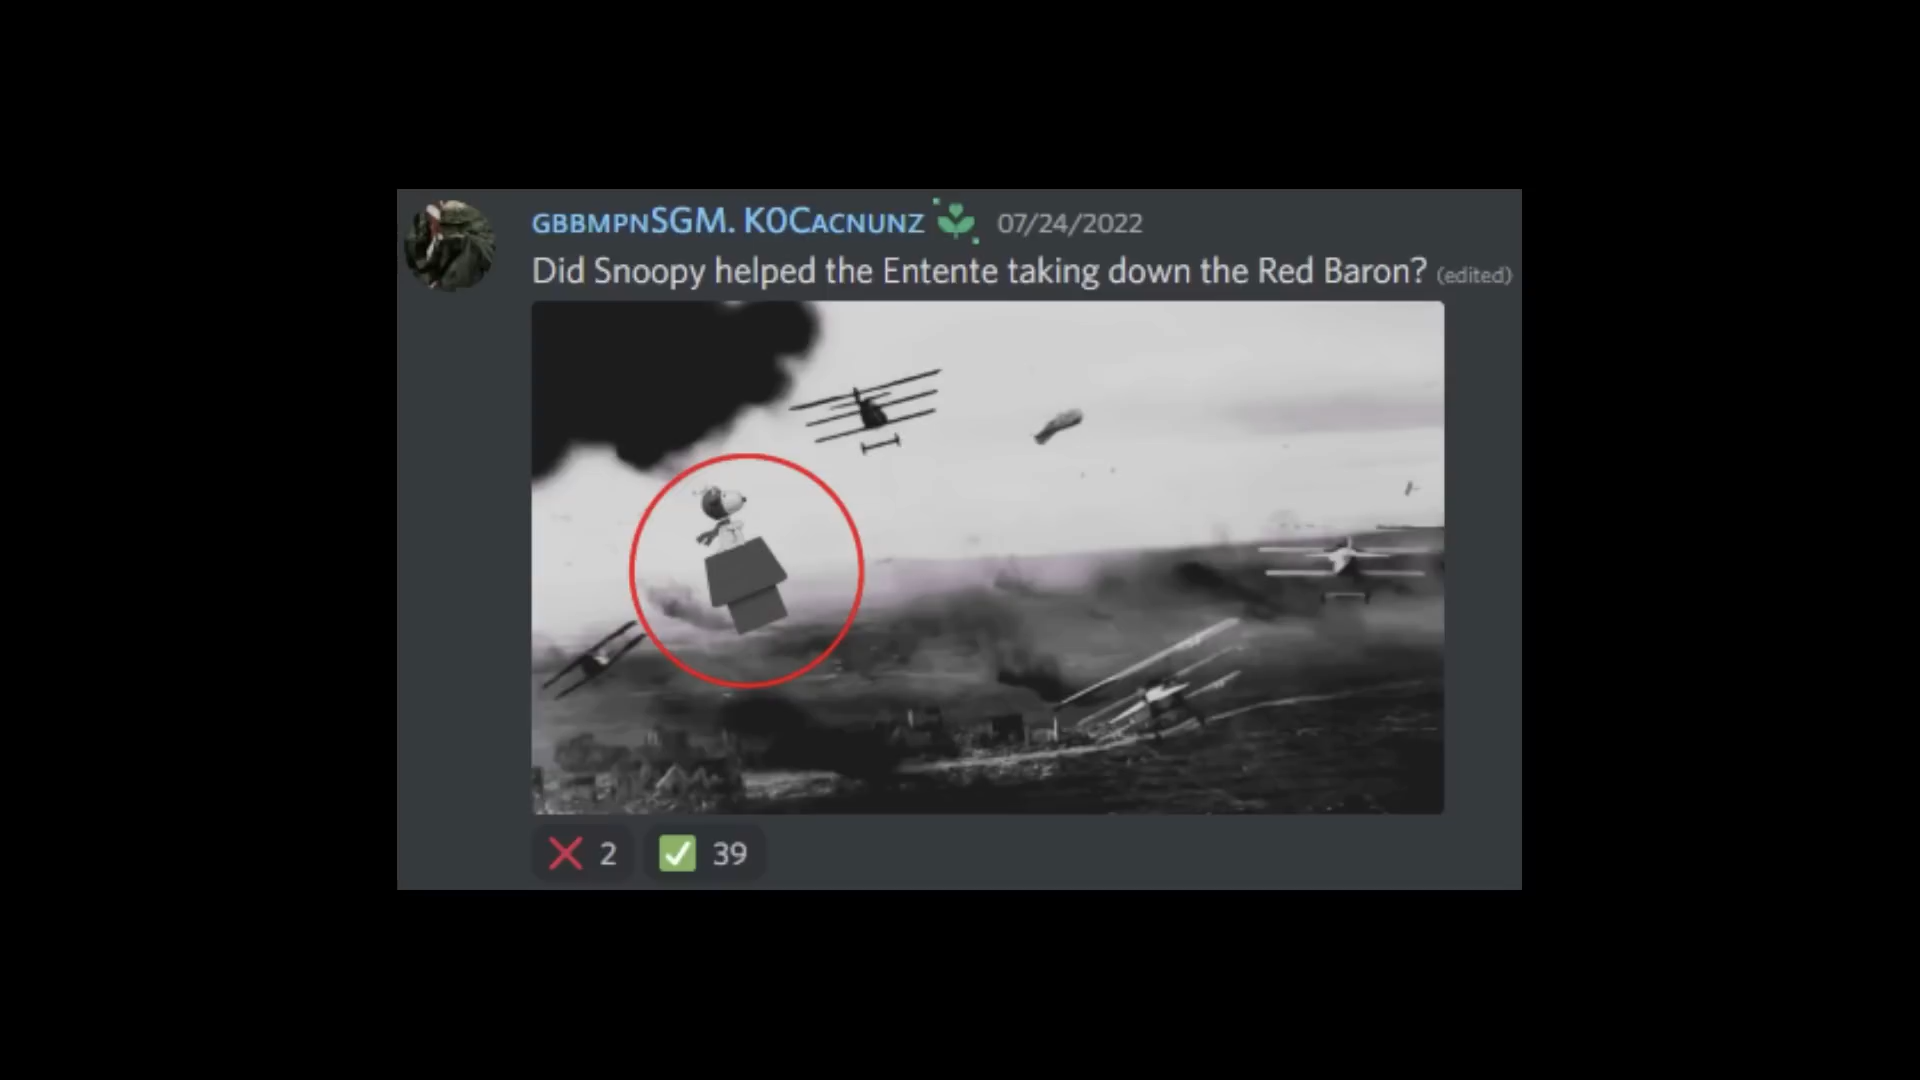 GBBMPNSGM. K0CACNUNZ 07/24/2022
Did Snoopy helped the Entente taking down the Red Baron? (edited)
2 39